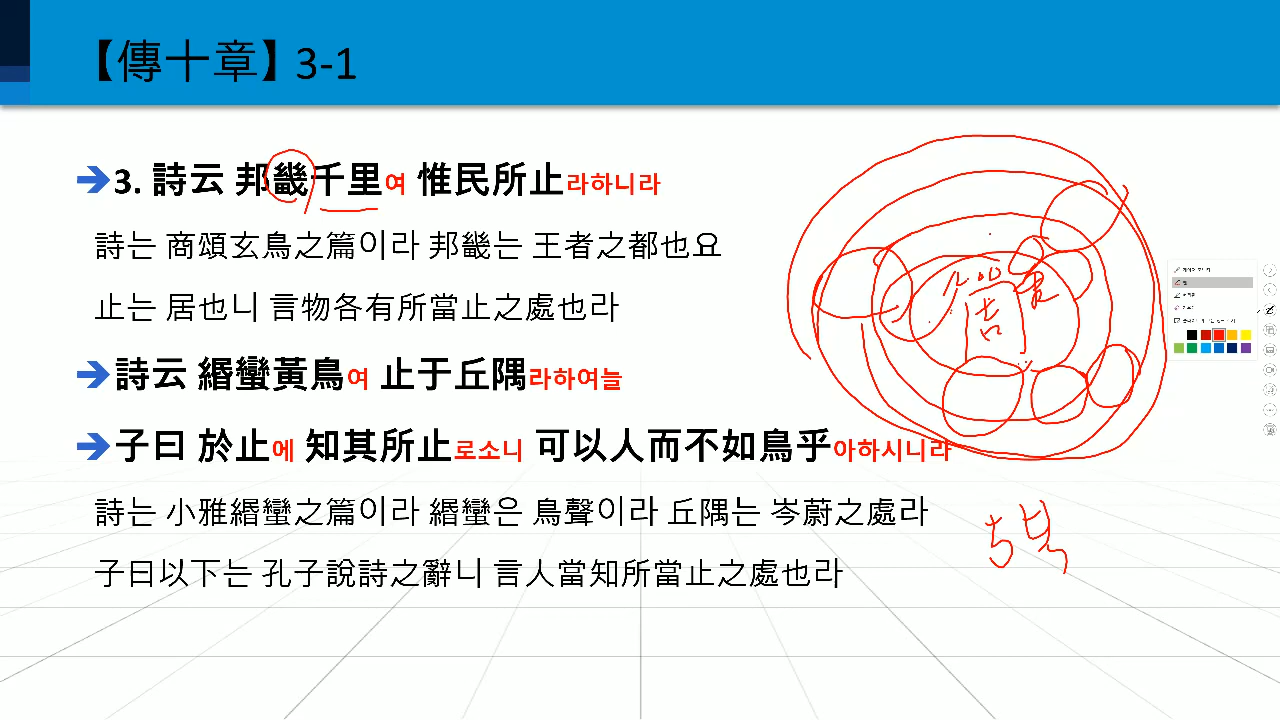 【傳十章】 3-1
3. 詩云 邦畿千里여 惟民所止라하니라
詩는 商頌玄鳥之篇이라 邦畿는 王者之都也요
止는 居也니 言物各有所當止之處也라
詩云 緡蠻黃鳥여 止于丘隅라하여늘
子曰 於止에 知其所止로소니 可以人而不如鳥乎아하시니라
詩는 小雅緡蠻之篇이라 緡蠻은 鳥聲이라 丘隅는 岑蔚之處라
子曰以下는 孔子說詩之辭니 言人當知所當止之處也라